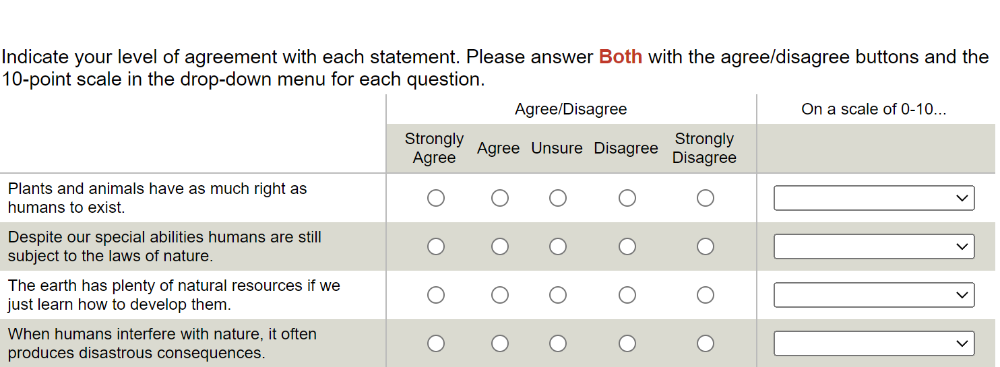 Indicate your level of agreement with each statement. Please answer Both with the agree/disagree buttons and the
10-point scale in the drop-down menu for each question.
Agree/Disagree
On a scale of 0-10...
Strongly Agree
Agree
Unsure
Disagree
Strongly Disagree
Plants and animals have as much right as
humans to exist.
Despite our special abilities humans are still
subject to the laws of nature.
The earth has plenty of natural resources if we
just learn how to develop them.
When humans interfere with nature, it often
produces disastrous consequences.